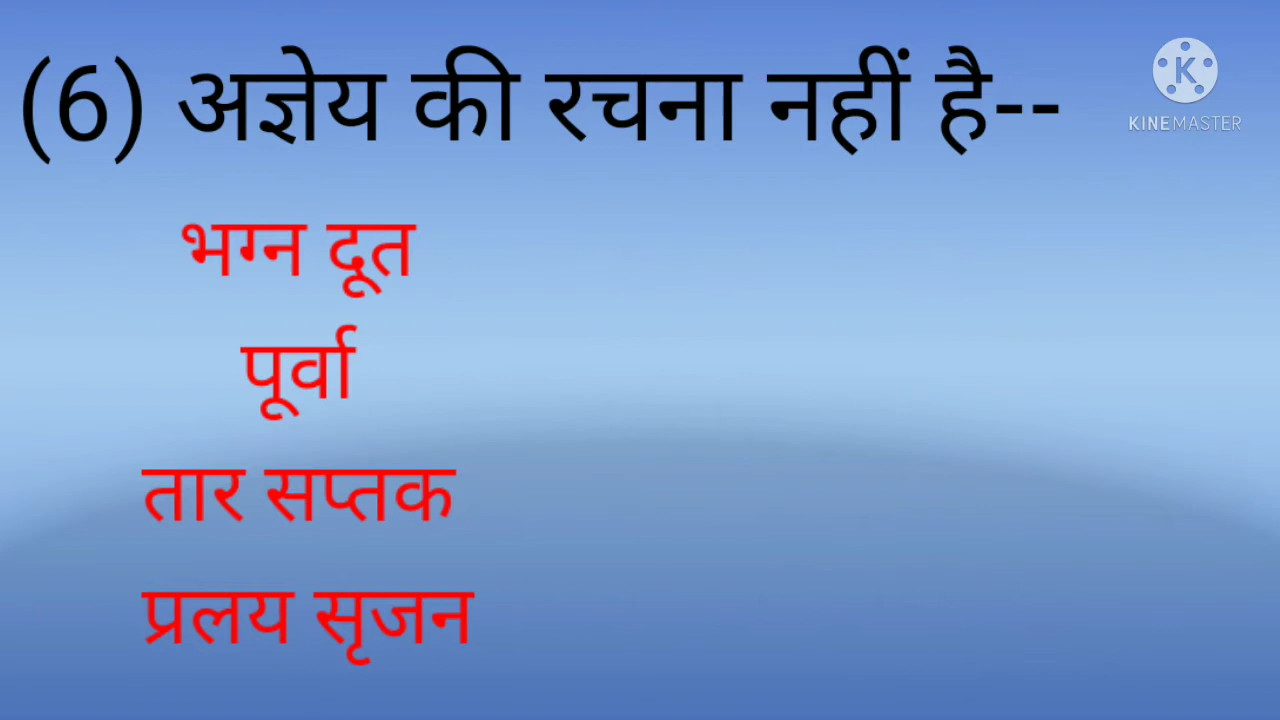 (6) अज्ञेय की रचना नहीं है--
K
KINEMASTER
भग्न दूत
पूर्वा
तार सप्तक
प्रलय सृजन